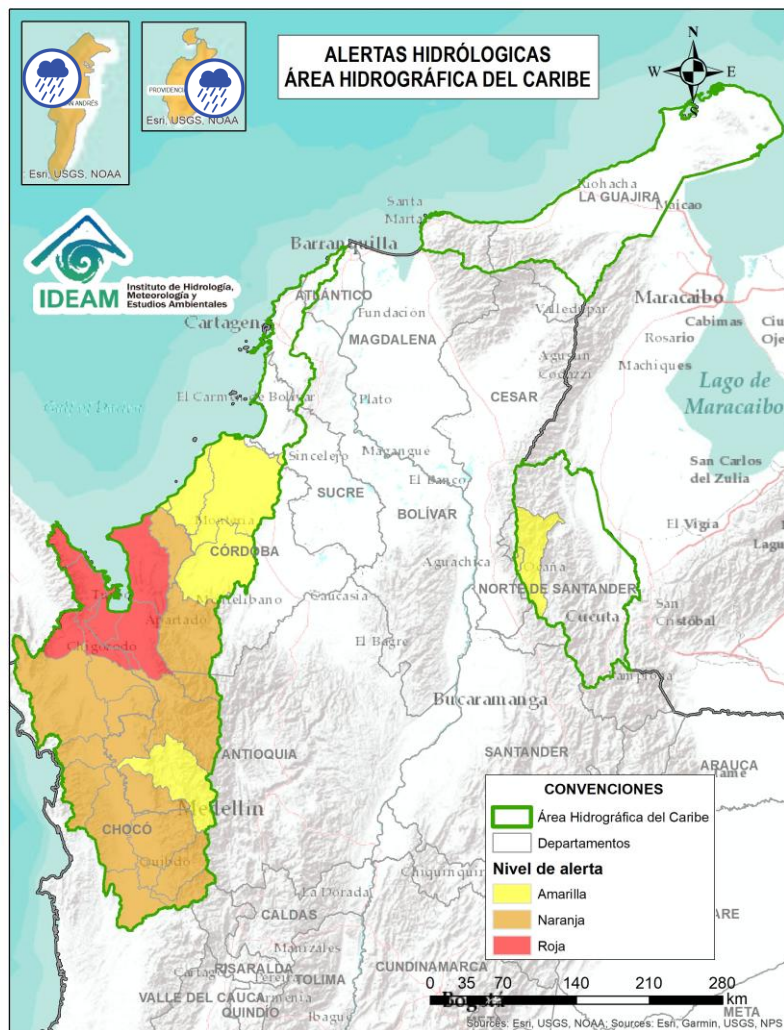 ALERTAS HIDRÓLOGICAS
ÁREA HIDROGRÁFICA DEL CARIBE
N
W
E
S
PROVIDENCIA
Esri, USGS, NOAA
Esri, USGS, NOAA
IDEAM
Instituto de Hidrología,
Meteorología y
Estudios Ambientales
Riohacha
LA GUAJIRA
Maicao
Santa
Marta
Barranquilla
ATLÁNTICO
Fundación
Valledupar
Maracaibo
Cabimas
Cartagena
MAGDALENA
Rosario
Agustín
Codazzi
Machiques
El Carmen de Bolívar
Plato
CESAR
Lago de
Maracaibo
Sincelejo
Magangue
SUCRE
El Banco
San Carlos
del Zulia
Montería
BOLÍVAR
El Vigía
CÓRDOBA
Aguachica
Ocaña
NORTE DE SANTANDER
Montelíbano
Caucasia
Apartadó
Cúcuta
San
Cristóbal
Chigorodo
El Bagre
Pamplona
Bucaramanga
ANTIOQUIA
SANTANDER
ARAUCA
Medellín
CHOCÓ
Quibdó
CONVENCIONES
Área Hidrográfica del Caribe
Departamentos
Nivel de alerta
Amarilla
Naranja
Roja
La Dorada
CALDAS
Manizales
RISARALDA
TOLIMA
CUNDINAMARCA
VALLE DEL CAUCA
Armenia
QUINDÍO
Ibagué
Bogotá
META
0 35 70 140 210 280
km
Sources: Esri, USGS, NOAA; Sources: Esri, Garmin, USGS, NPS